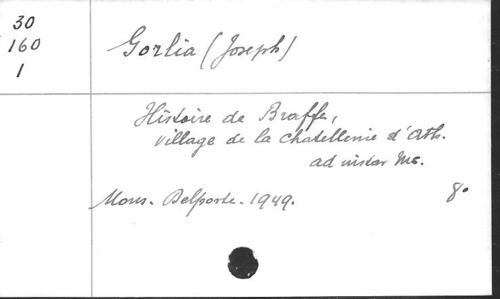 30
160
1
Gorlia (Joseph)
Histoire de Braffe,
village de la Chatellenie d'Ath.
ad instar Ms.
Mons. Delporte. 1949. 8°